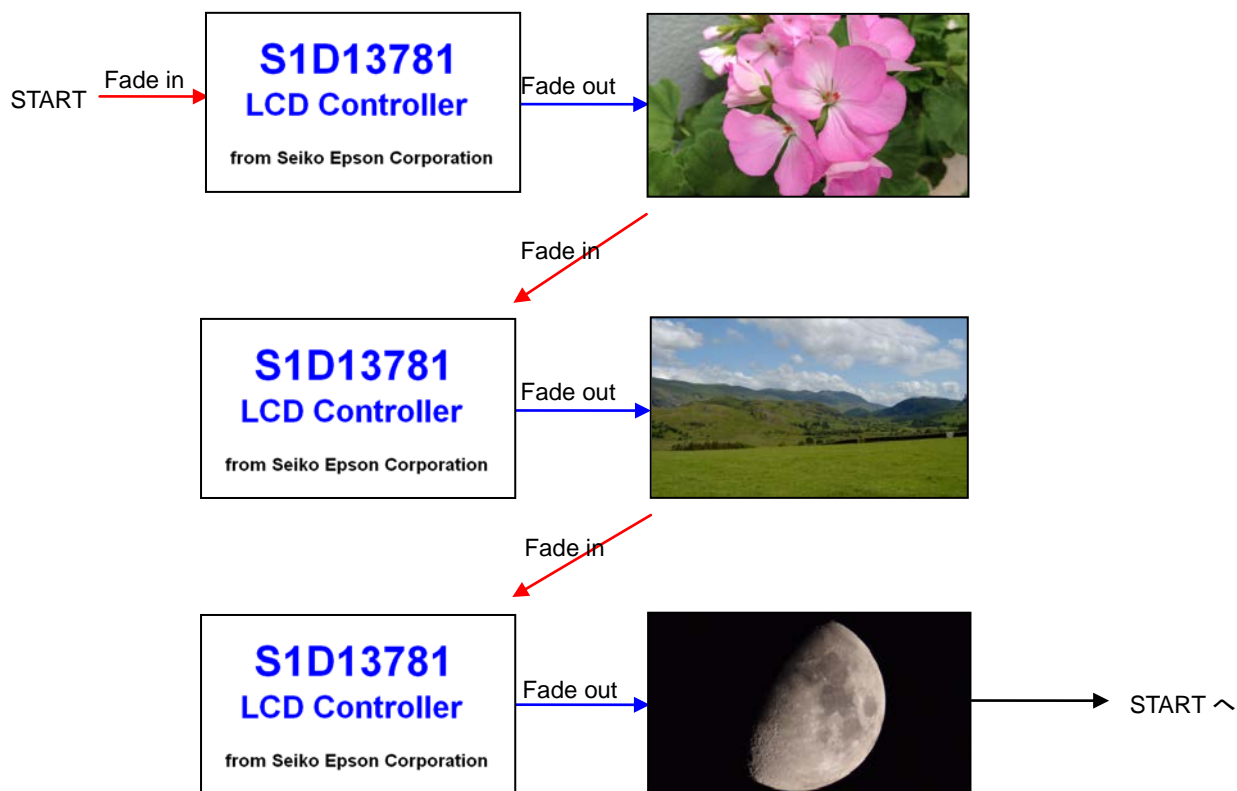 START
Fade in
S1D13781
LCD Controller
from Seiko Epson Corporation
Fade out
Fade in
S1D13781
LCD Controller
from Seiko Epson Corporation
Fade out
Fade in
S1D13781
LCD Controller
from Seiko Epson Corporation
Fade out
START へ